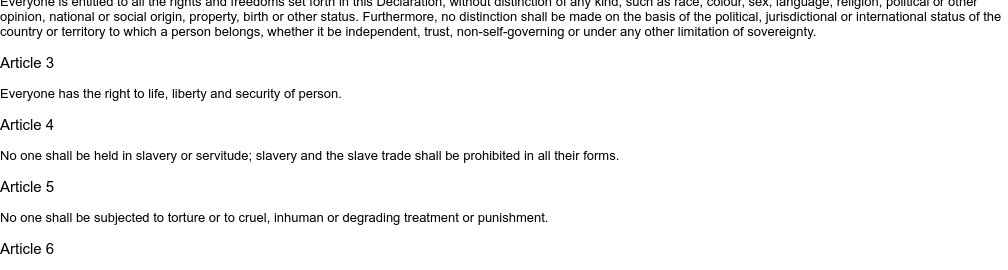 Everyone is entitled to all the rights and freedoms set forth in this Declaration, without distinction of any kind, such as race, colour, sex, language, religion, political or other
opinion, national or social origin, property, birth or other status. Furthermore, no distinction shall be made on the basis of the political, jurisdictional or international status of the
country or territory to which a person belongs, whether it be independent, trust, non-self-governing or under any other limitation of sovereignty.
Article 3
Everyone has the right to life, liberty and security of person.
Article 4
No one shall be held in slavery or servitude; slavery and the slave trade shall be prohibited in all their forms.
Article 5
No one shall be subjected to torture or to cruel, inhuman or degrading treatment or punishment.
Article 6